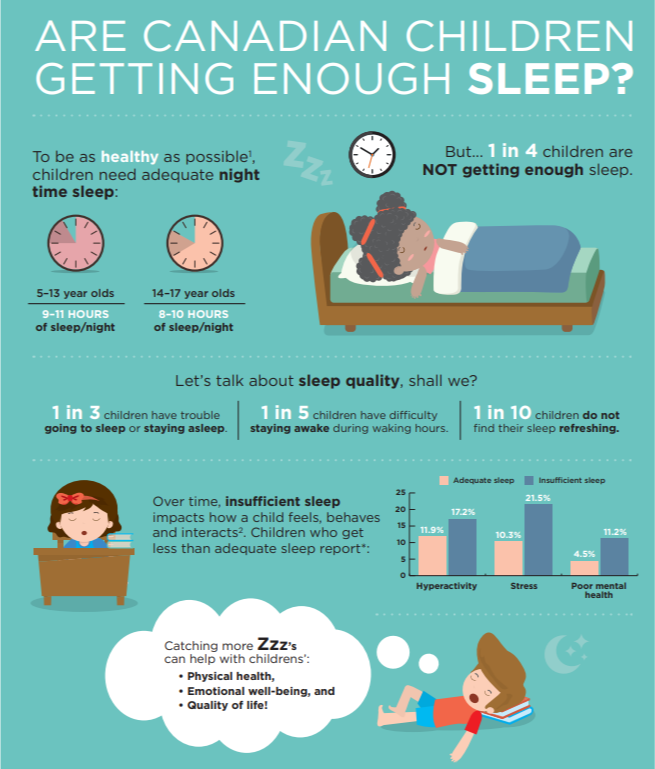 ARE CANADIAN CHILDREN
GETTING ENOUGH SLEEP?
To be as healthy as possible¹,
children need adequate night
time sleep:
5–13 year olds
9–11 HOURS
of sleep/night
14–17 year olds
8–10 HOURS
of sleep/night
Zzz
But... 1 in 4 children are
NOT getting enough sleep.
Let's talk about sleep quality, shall we?
1 in 3 children have trouble
going to sleep or staying asleep.
1 in 5 children have difficulty
staying awake during waking hours.
1 in 10 children do not
find their sleep refreshing.
Over time, insufficient sleep
impacts how a child feels, behaves
and interacts². Children who get
less than adequate sleep report*:
Adequate sleep
Insufficient sleep
25
20
15
10
5
0
11.9%
17.2%
10.3%
21.5%
4.5%
11.2%
Hyperactivity
Stress
Poor mental
health
Catching more Zzz's
can help with childrens':
• Physical health,
• Emotional well-being, and
• Quality of life!